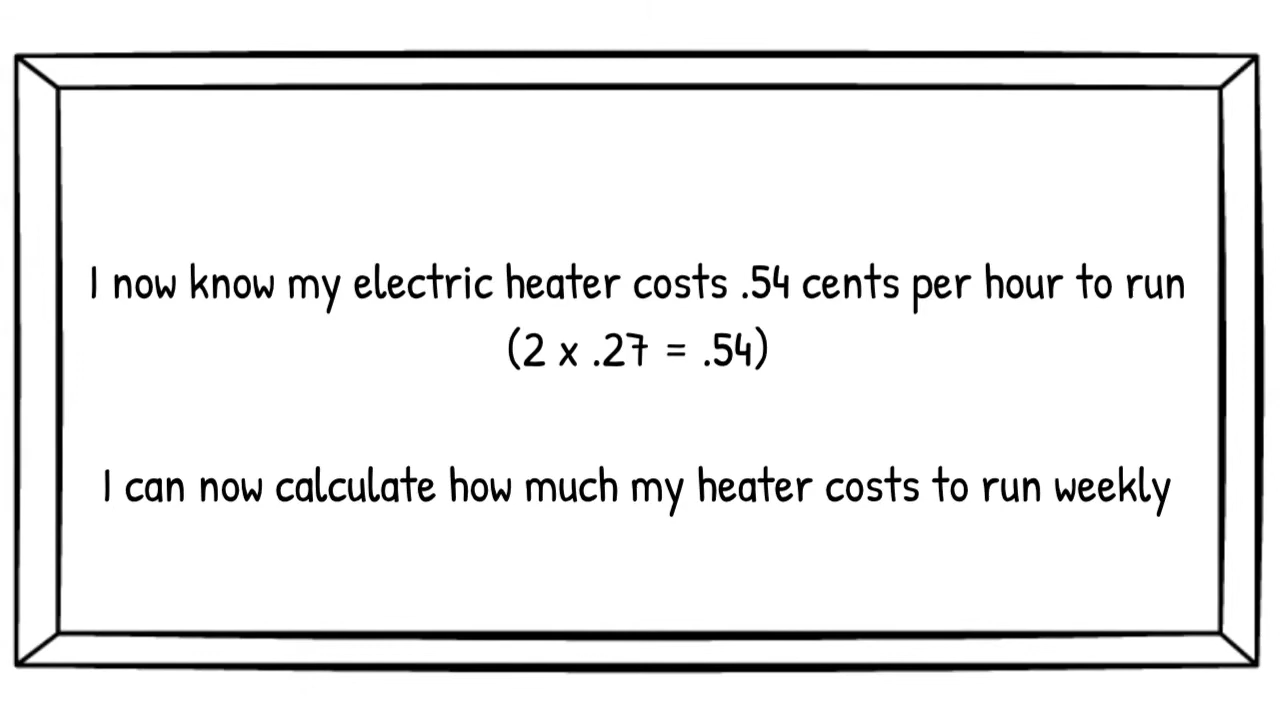 I now know my electric heater costs .54 cents per hour to run
(2 x .27 = .54)
I can now calculate how much my heater costs to run weekly